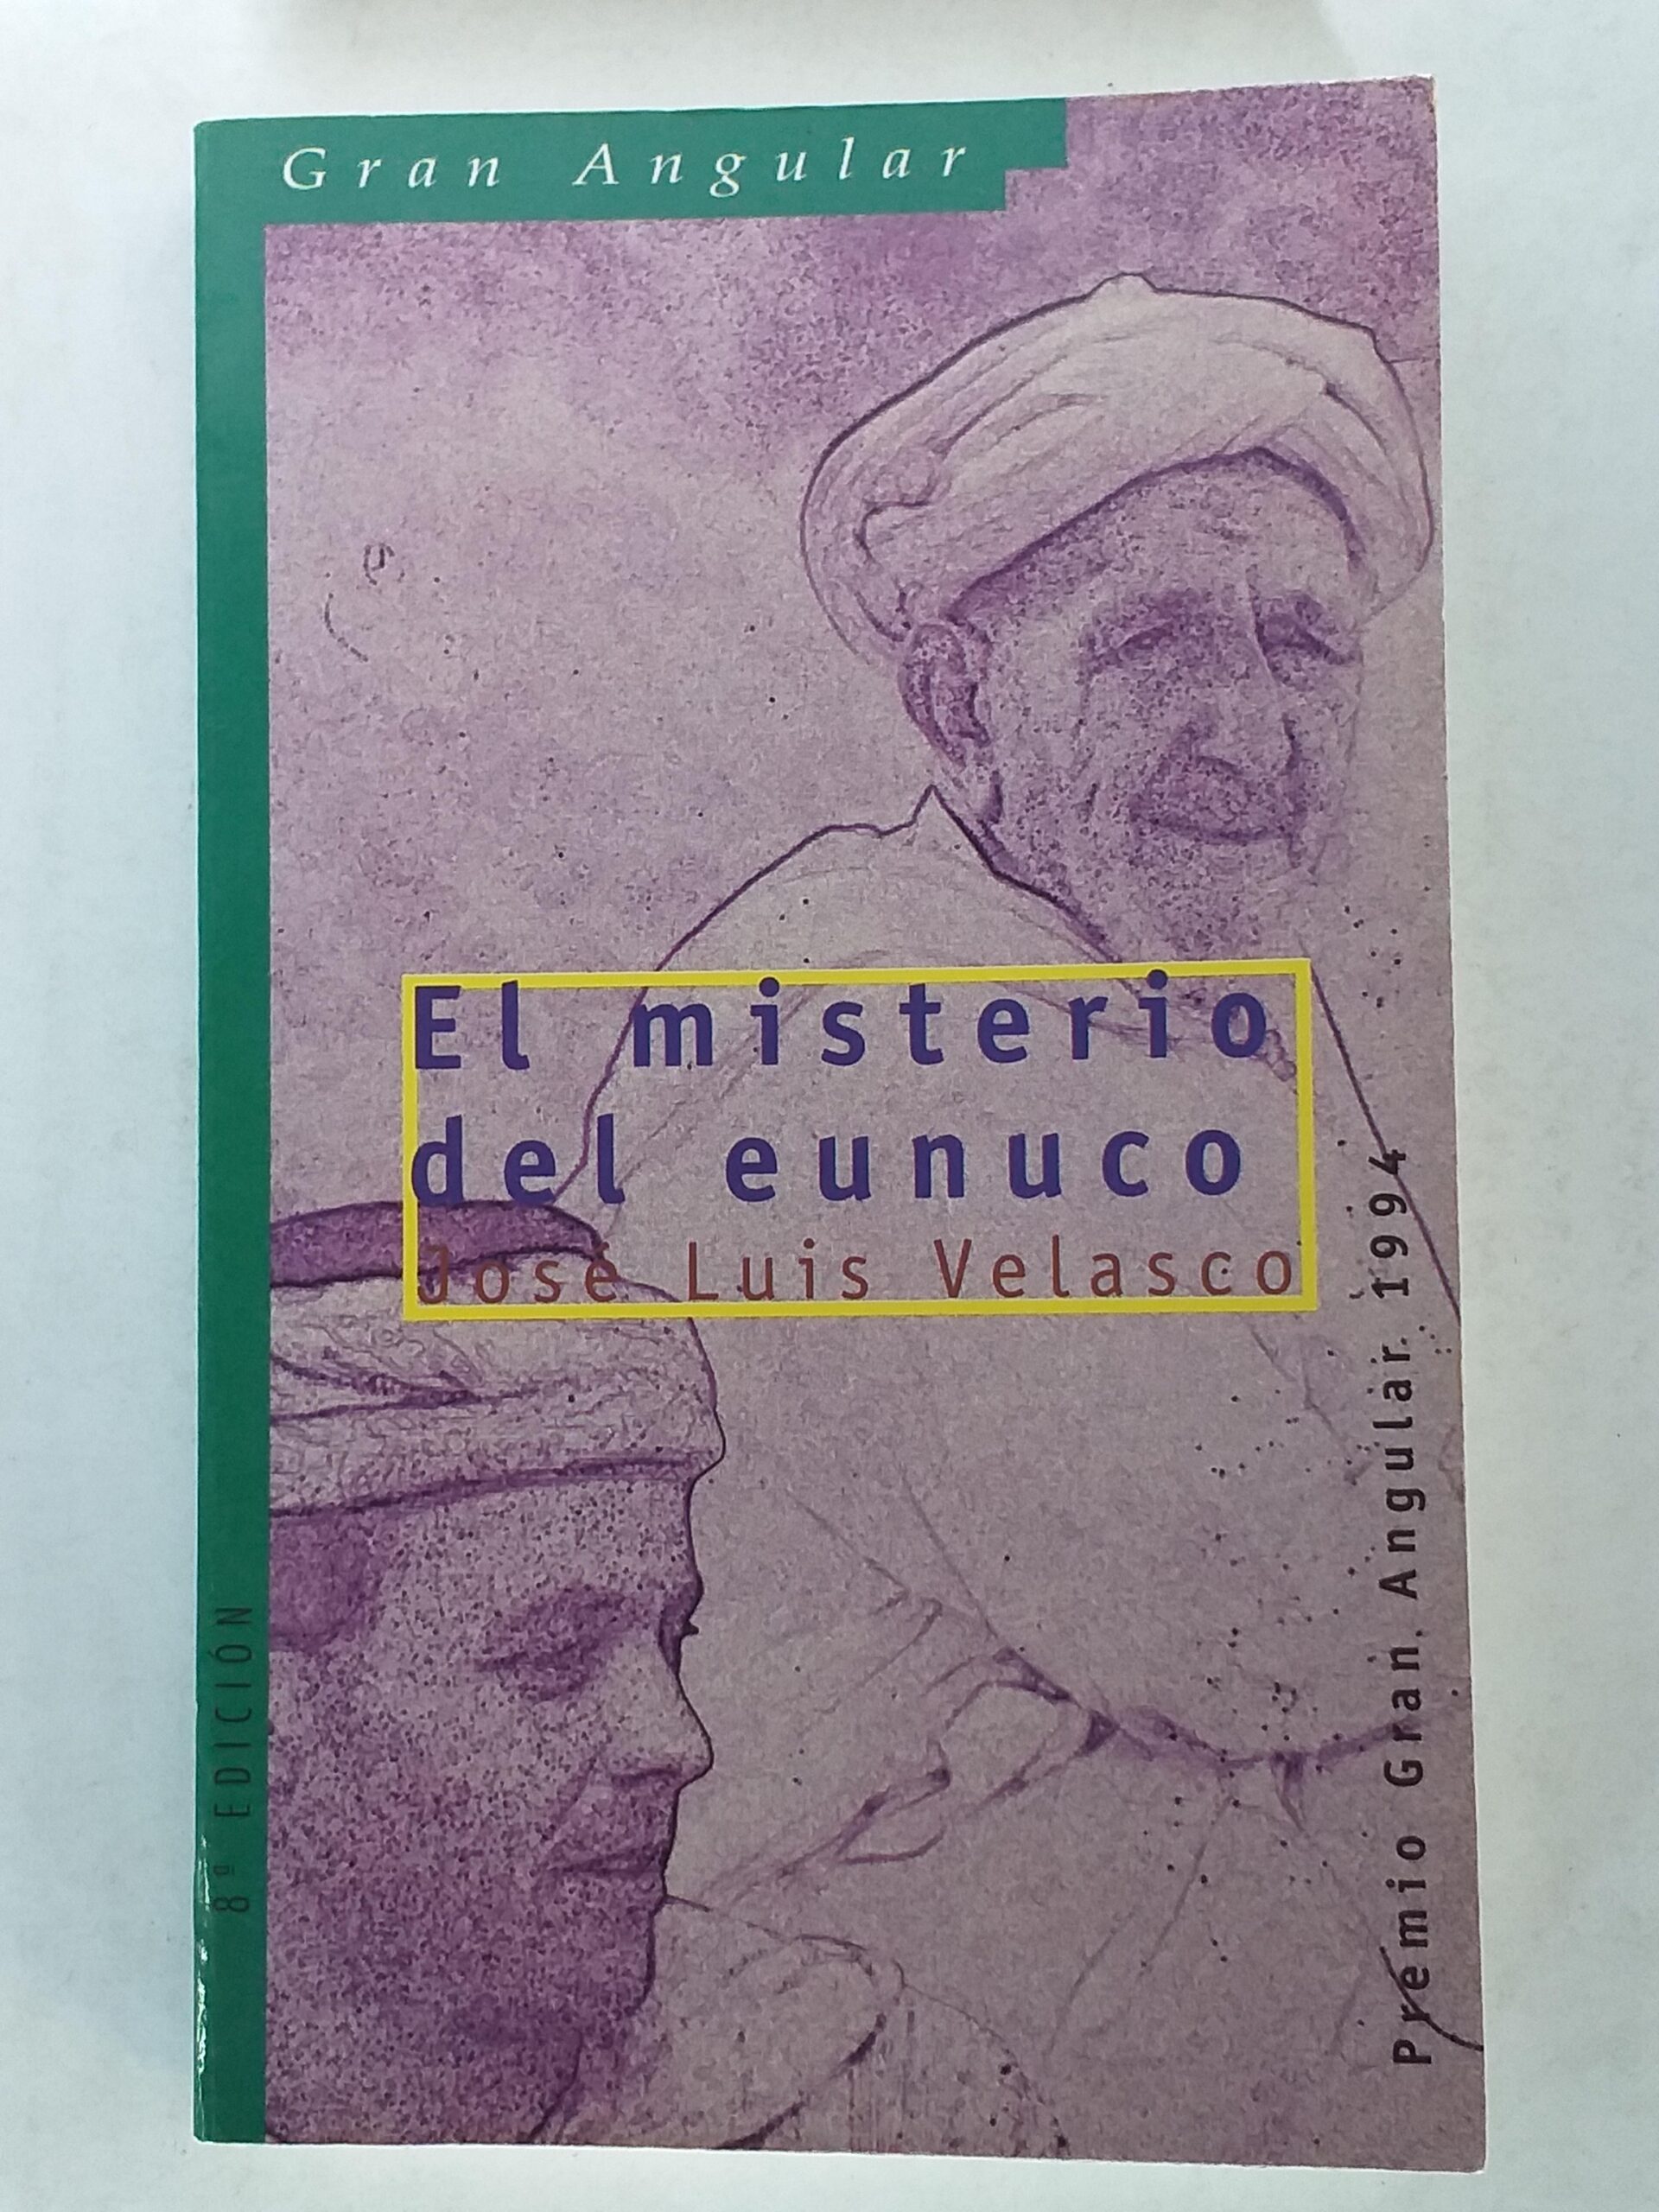 Gran Angular
El misterio
del eunuco
José Luis Velasco
Premio Gran Angular 1994
8ª EDICIÓN